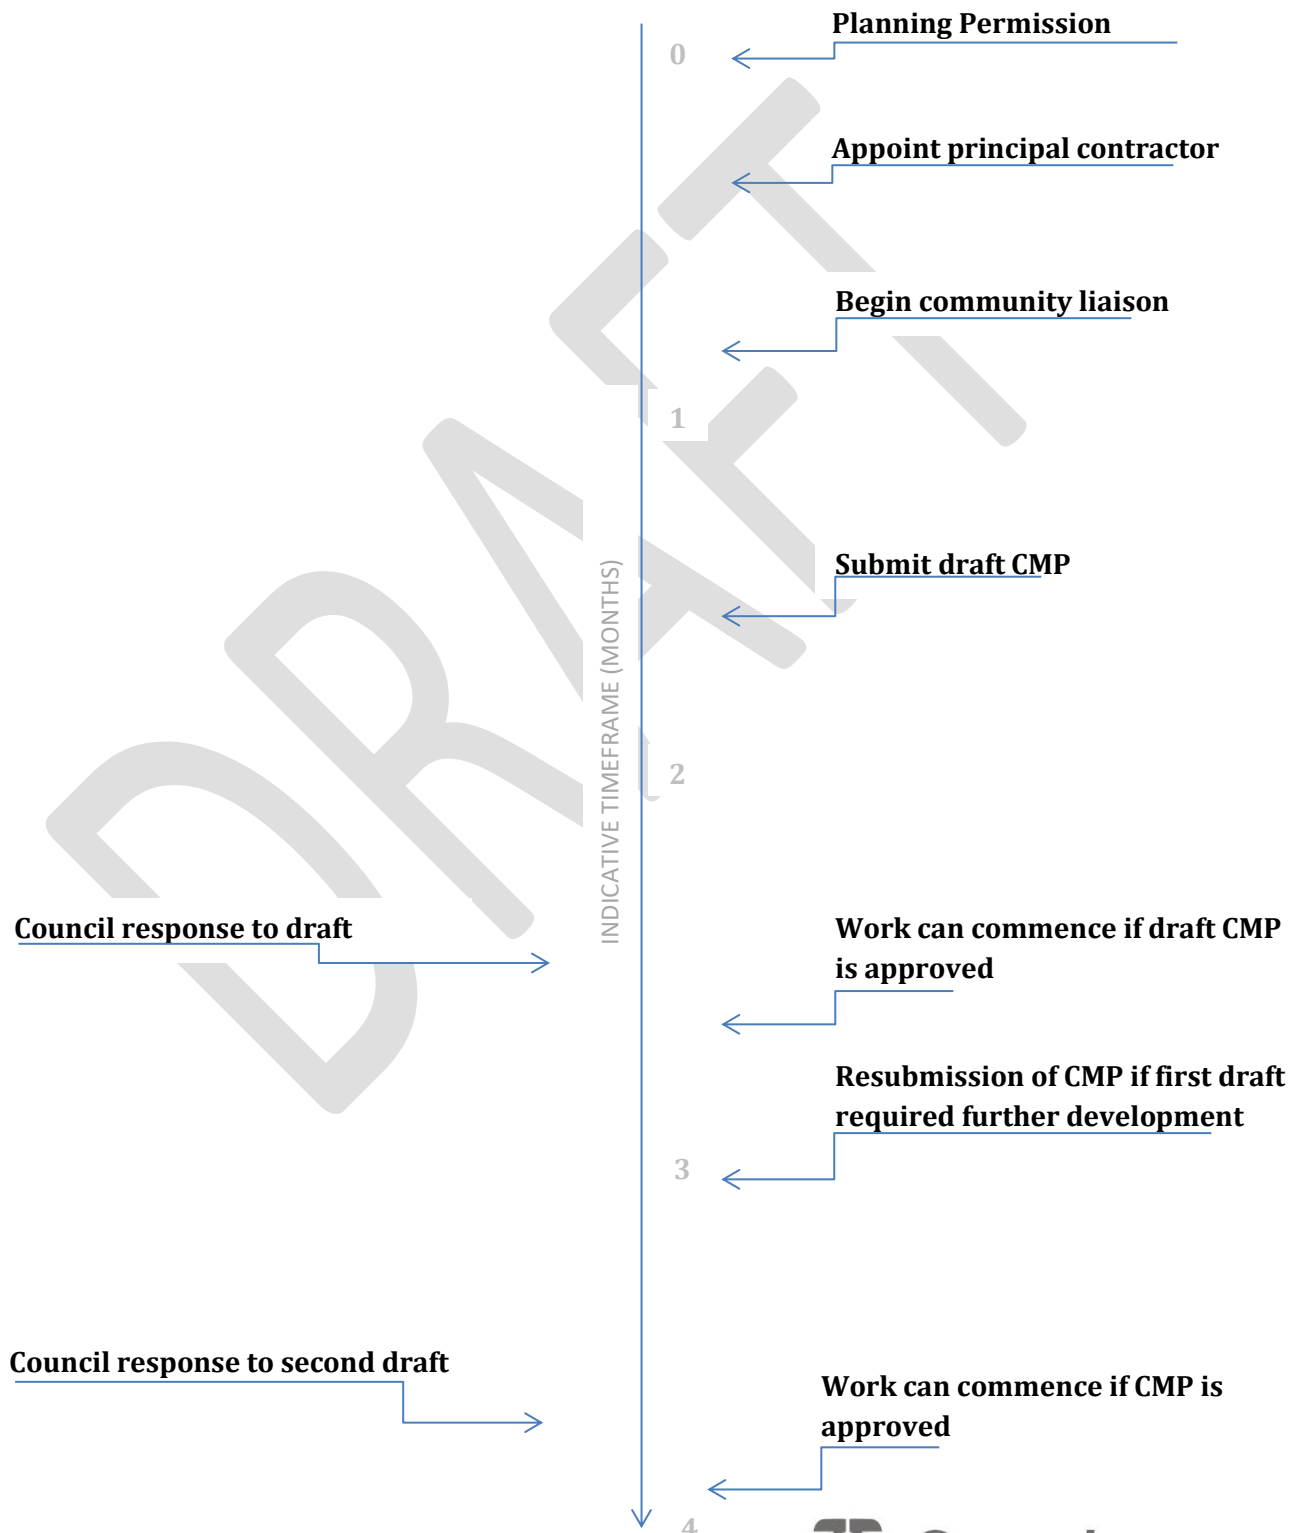 Planning Permission
0
Appoint principal contractor
Begin community liaison
1
Submit draft CMP
INDICATIVE TIMEFRAME (MONTHS)
2
Council response to draft
Work can commence if draft CMP
is approved
Resubmission of CMP if first draft
required further development
3
Council response to second draft
Work can commence if CMP is
approved
4
DRAFT